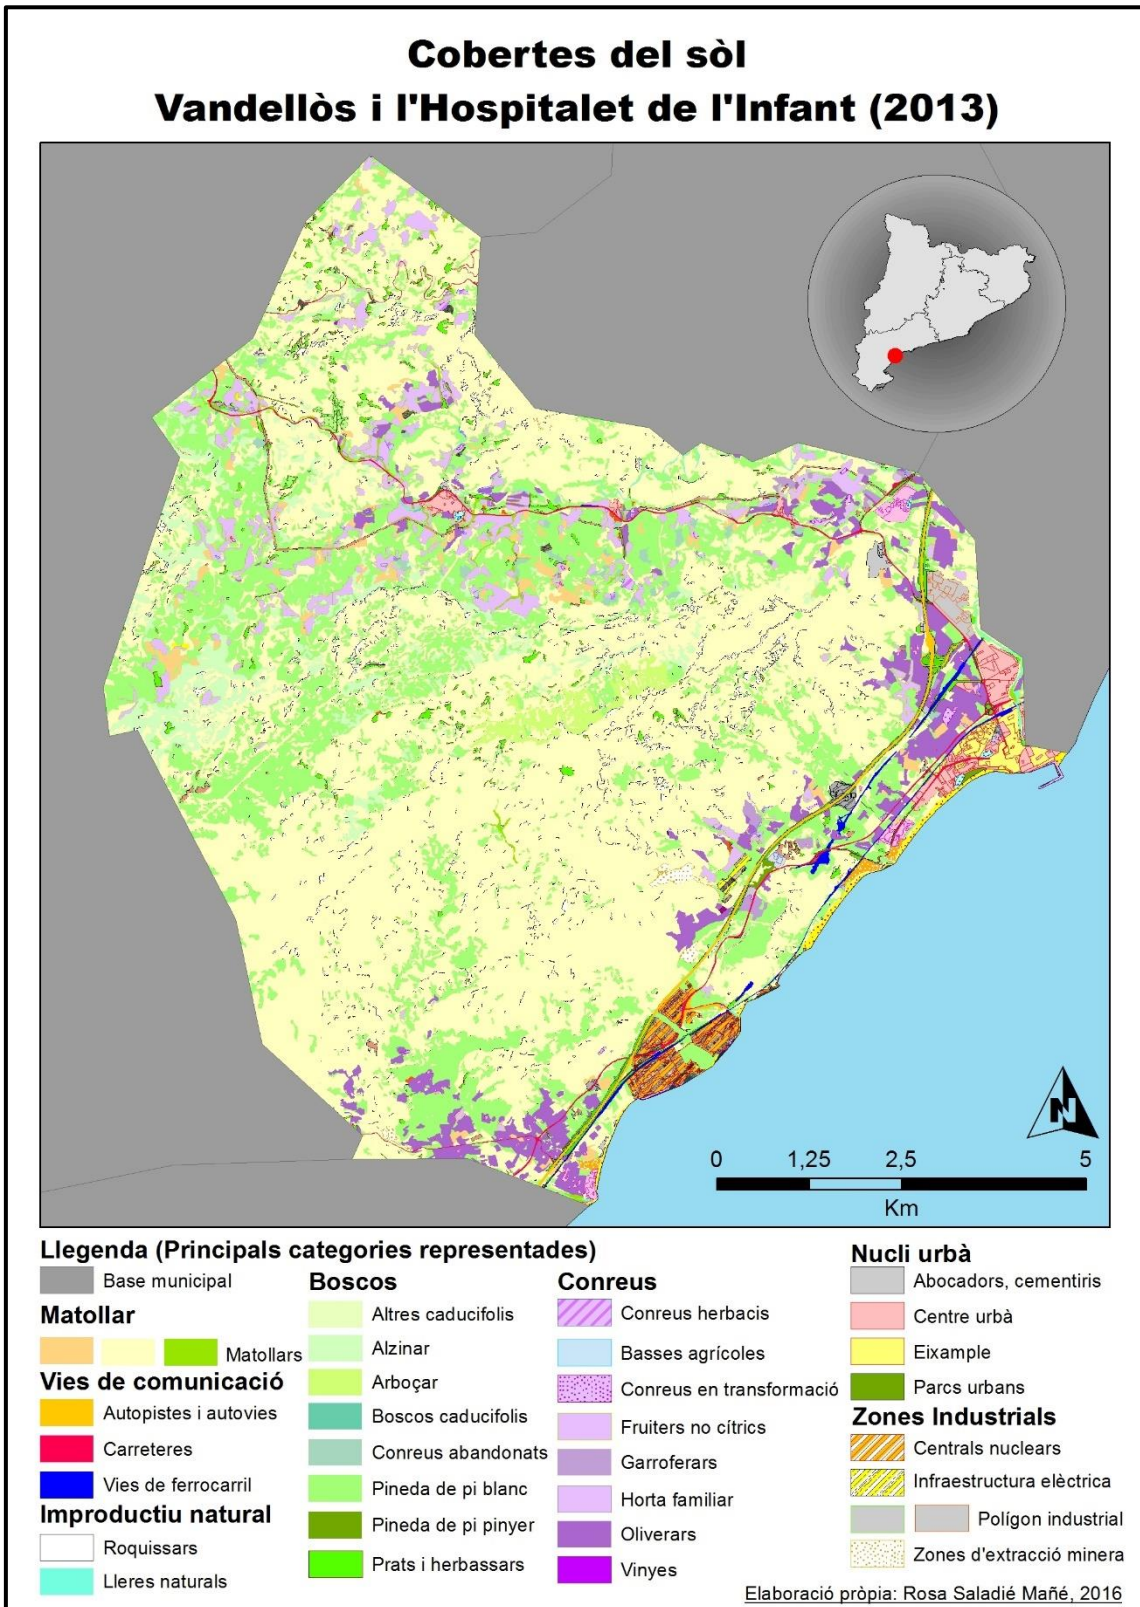 Cobertes del sòl
Vandellòs i l'Hospitalet de l'Infant (2013)
N
0 1,25 2,5 5
Km
Llegenda (Principals categories representades)
Base municipal
Matollar
Matollars
Vies de comunicació
Autopistes i autovies
Carreteres
Vies de ferrocarril
Improductiu natural
Roquissars
Lleres naturals
Boscos
Altres caducifolis
Alzinar
Arboçar
Boscos caducifolis
Conreus abandonats
Pineda de pi blanc
Pineda de pi pinyer
Prats i herbassars
Conreus
Conreus herbacis
Basses agrícoles
Conreus en transformació
Fruiters no cítrics
Garroferars
Horta familiar
Oliverars
Vinyes
Nucli urbà
Abocadors, cementiris
Centre urbà
Eixample
Parcs urbans
Zones Industrials
Centrals nuclears
Infraestructura elèctrica
Polígon industrial
Zones d'extracció minera
Elaboració pròpia: Rosa Saladié Mañé, 2016